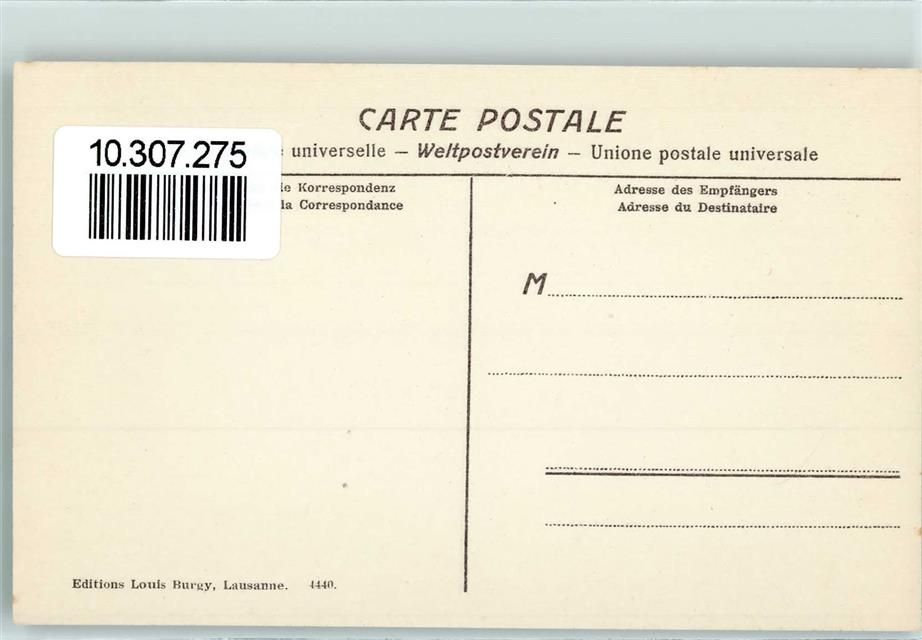 CARTE POSTALE
10.307.275
universelle — Weltpostverein — Unione postale universale
Korrespondenz
la Correspondance
Adresse des Empfängers
Adresse du Destinataire
M
Editions Louis Burgy, Lausanne. 4440.